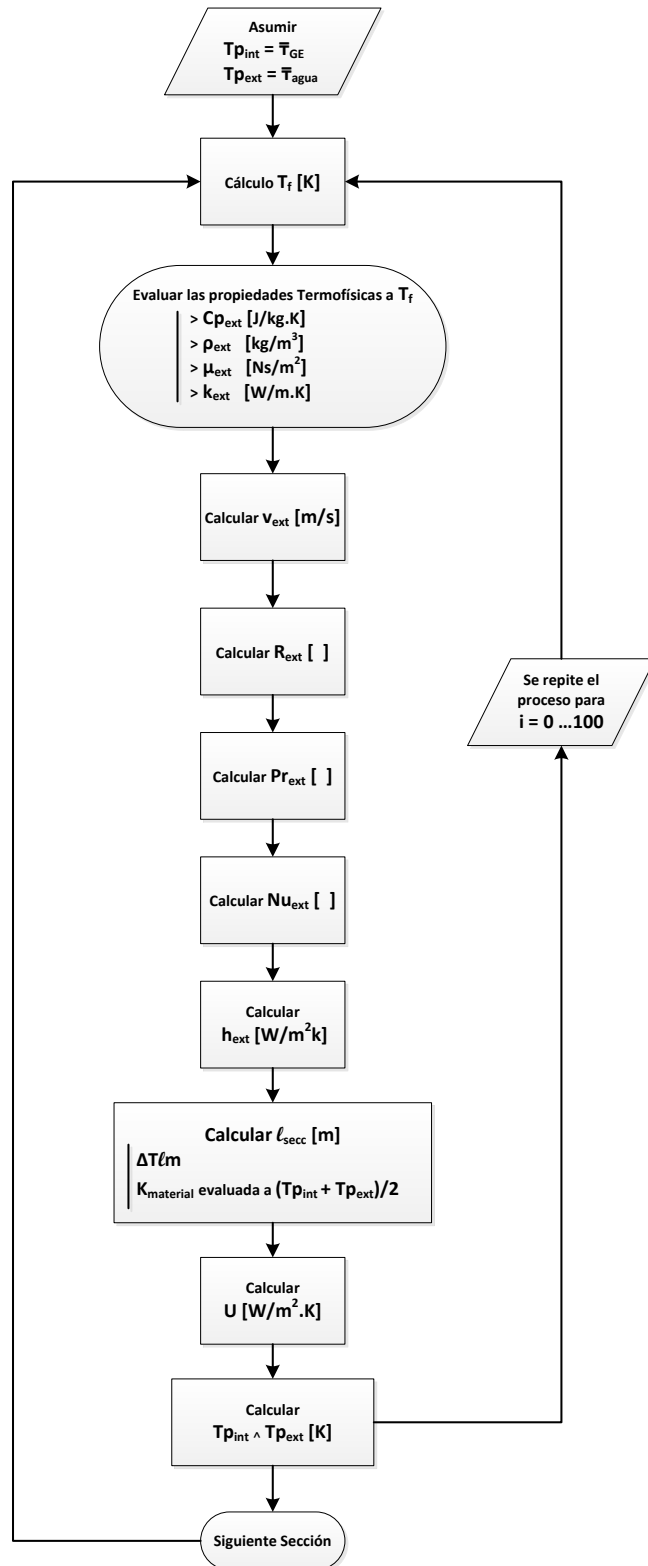 Asumir
Tp_int = T̿_GE
Tp_ext = T̿_agua
Cálculo T_f [K]
Evaluar las propiedades Termofísicas a T_f
> Cp_ext [J/kg.K]
> ρ_ext [kg/m³]
> μ_ext [Ns/m²]
> k_ext [W/m.K]
Calcular v_ext [m/s]
Calcular R_ext [ ]
Se repite el
proceso para
i = 0 ...100
Calcular Pr_ext [ ]
Calcular Nu_ext [ ]
Calcular
h_ext [W/m²k]
Calcular ℓ_secc [m]
ΔTℓm
K_material evaluada a (Tp_int + Tp_ext)/2
Calcular
U [W/m².K]
Calcular
Tp_int ^ Tp_ext [K]
Siguiente Sección